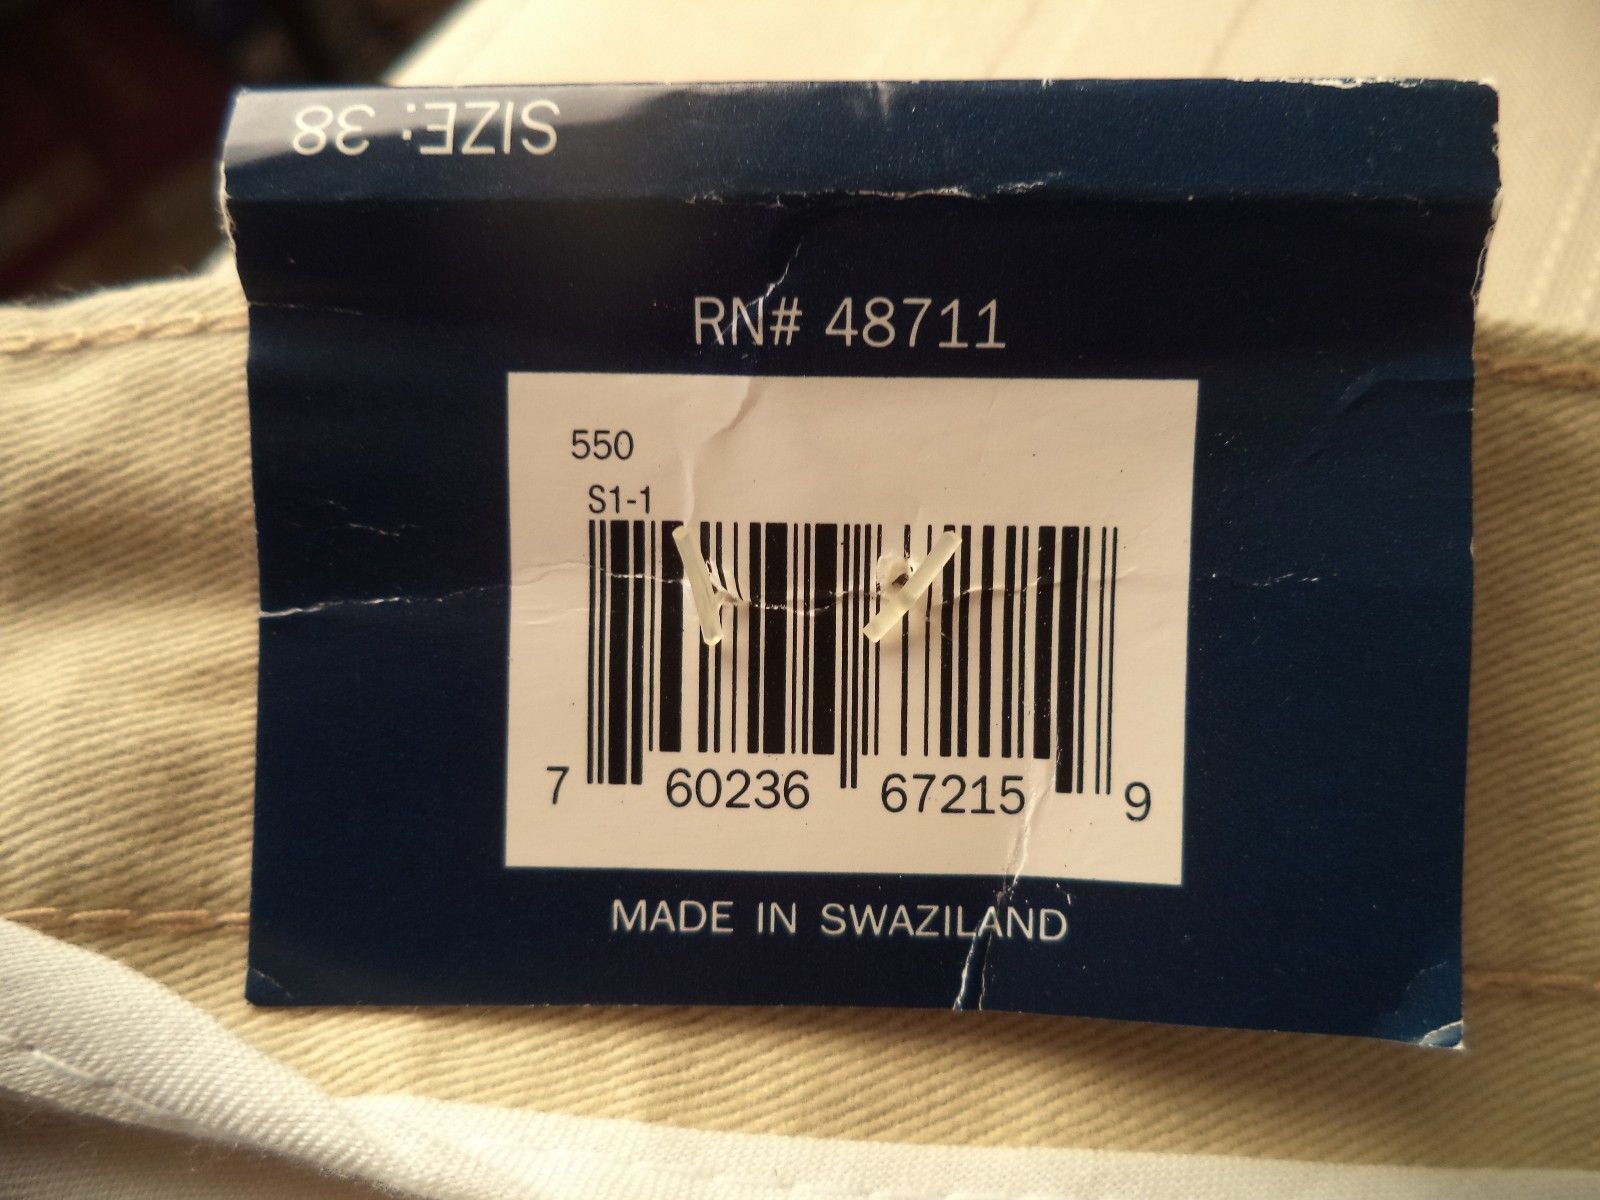 SIZE: 38
RN# 48711
550
S1-1
7 60236 67215 9
MADE IN SWAZILAND